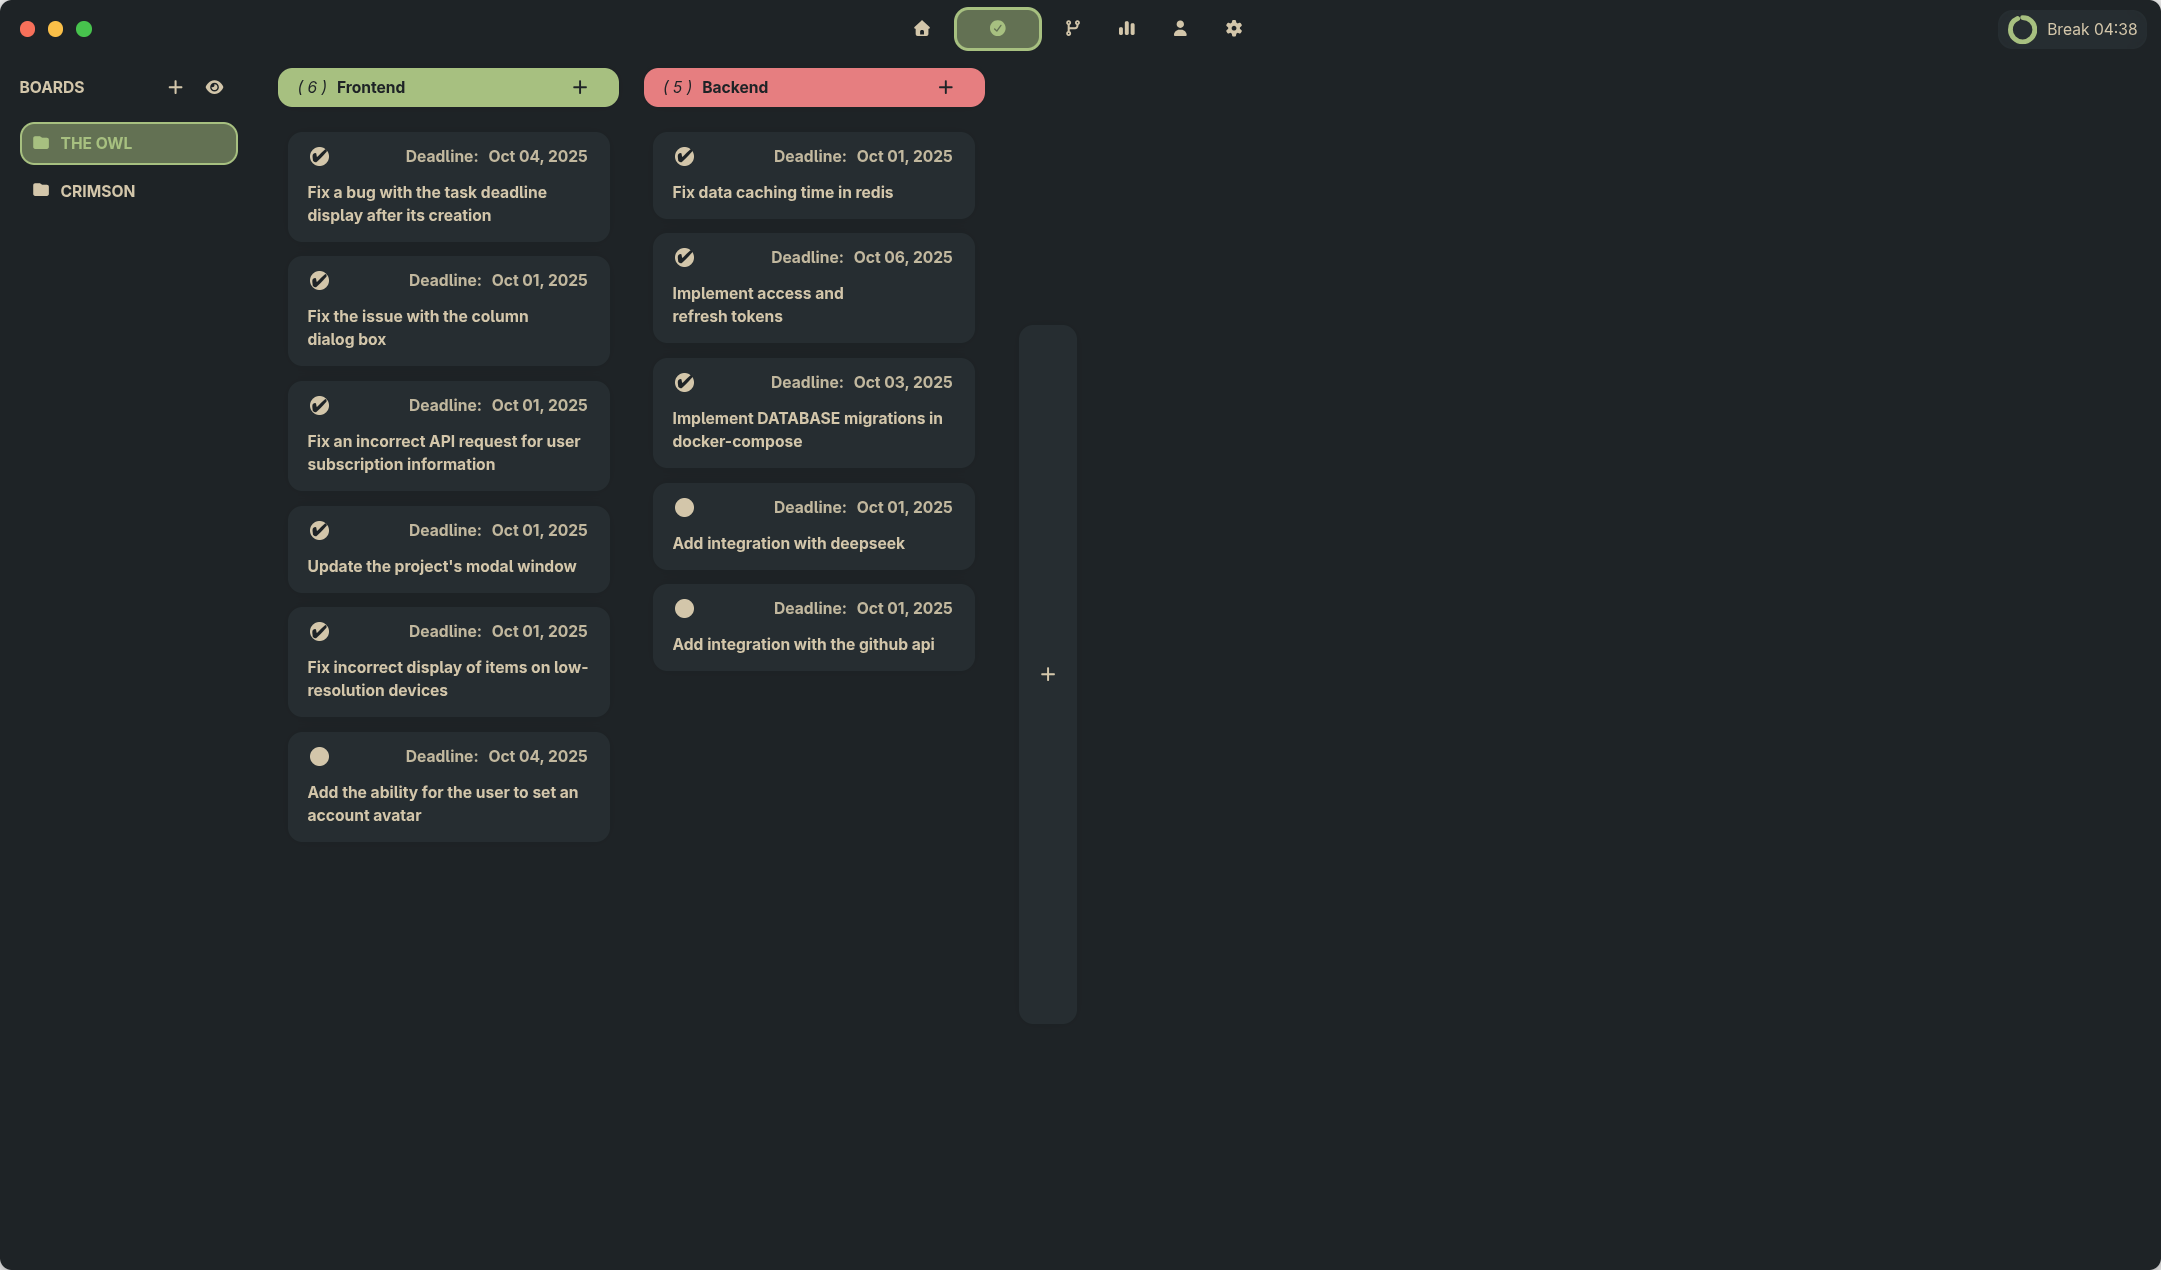 Break 04:38
BOARDS
THE OWL
CRIMSON
( 6 ) Frontend
Deadline: Oct 04, 2025
Fix a bug with the task deadline
display after its creation
Deadline: Oct 01, 2025
Fix the issue with the column
dialog box
Deadline: Oct 01, 2025
Fix an incorrect API request for user
subscription information
Deadline: Oct 01, 2025
Update the project's modal window
Deadline: Oct 01, 2025
Fix incorrect display of items on low-
resolution devices
Deadline: Oct 04, 2025
Add the ability for the user to set an
account avatar
( 5 ) Backend
Deadline: Oct 01, 2025
Fix data caching time in redis
Deadline: Oct 06, 2025
Implement access and
refresh tokens
Deadline: Oct 03, 2025
Implement DATABASE migrations in
docker-compose
Deadline: Oct 01, 2025
Add integration with deepseek
Deadline: Oct 01, 2025
Add integration with the github api